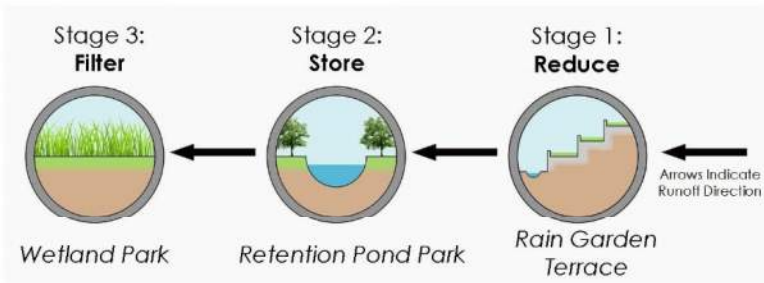 Stage 3:
Filter
Stage 2:
Store
Stage 1:
Reduce
Arrows Indicate
Runoff Direction
Wetland Park
Retention Pond Park
Rain Garden
Terrace